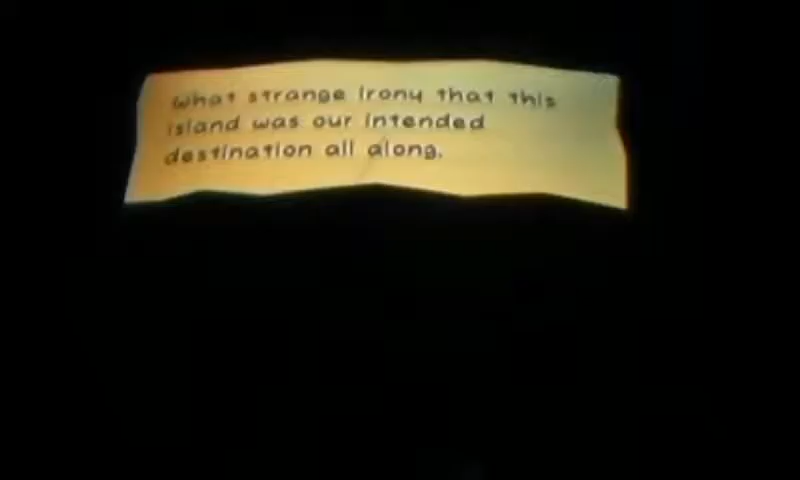 What strange irony that this
island was our intended
destination all along.